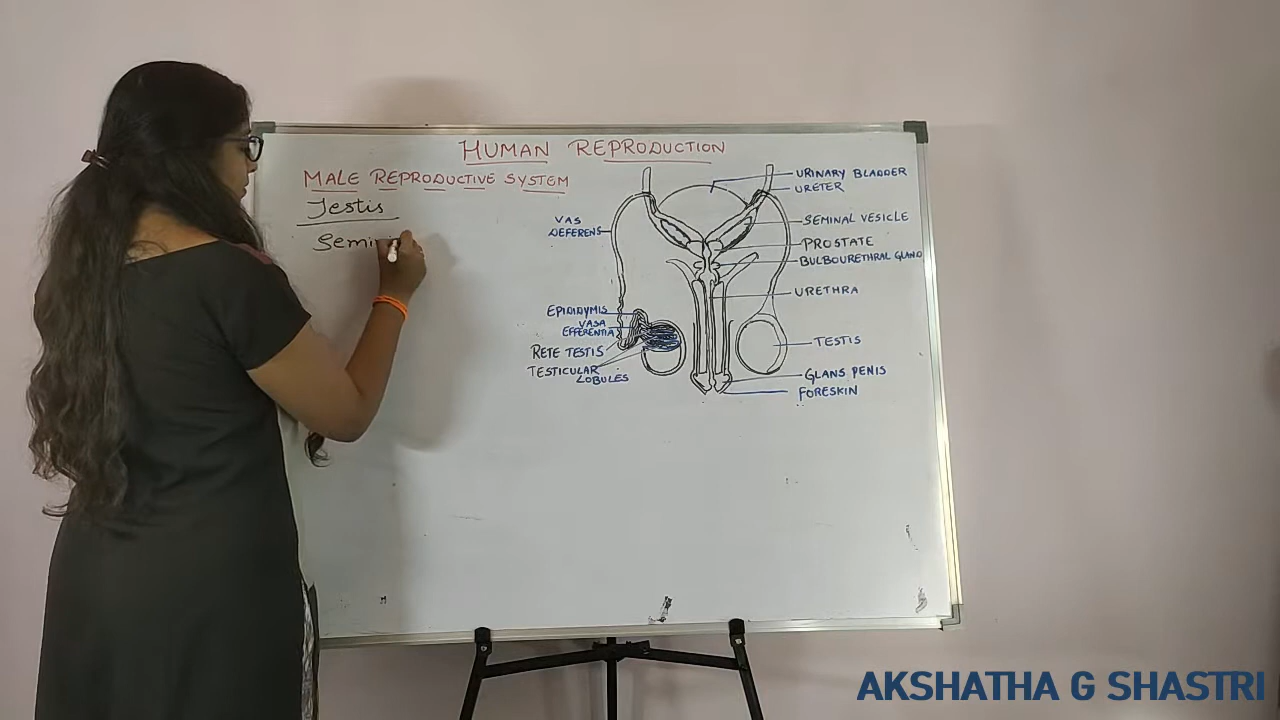 HUMAN REPRODUCTION
MALE REPRODUCTIVE SYSTEM
Testis
VAS
DEFERENS
EPIDIDYMIS
VASA
EFFERENTIA
RETE TESTIS
TESTICULAR
LOBULES
URINARY BLADDER
URETER
SEMINAL VESICLE
PROSTATE
BULBOURETHRAL GLAND
URETHRA
TESTIS
GLANS PENIS
FORESKIN
AKSHATHA G SHASTRI